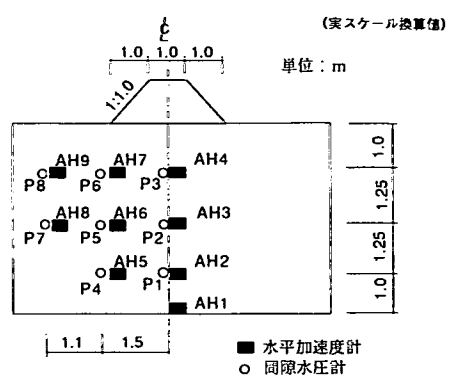 (実スケール換算値)
℄
1.0 1.0 1.0
単位：m
1:1.0
AH9 AH7 AH4
P8 P6 P3
1.0
AH8 AH6 AH3
P7 P5 P2
1.25
AH5 AH2
P4 P1
1.25
AH1
1.0
1.1 1.5
■ 水平加速度計
○ 間隙水圧計